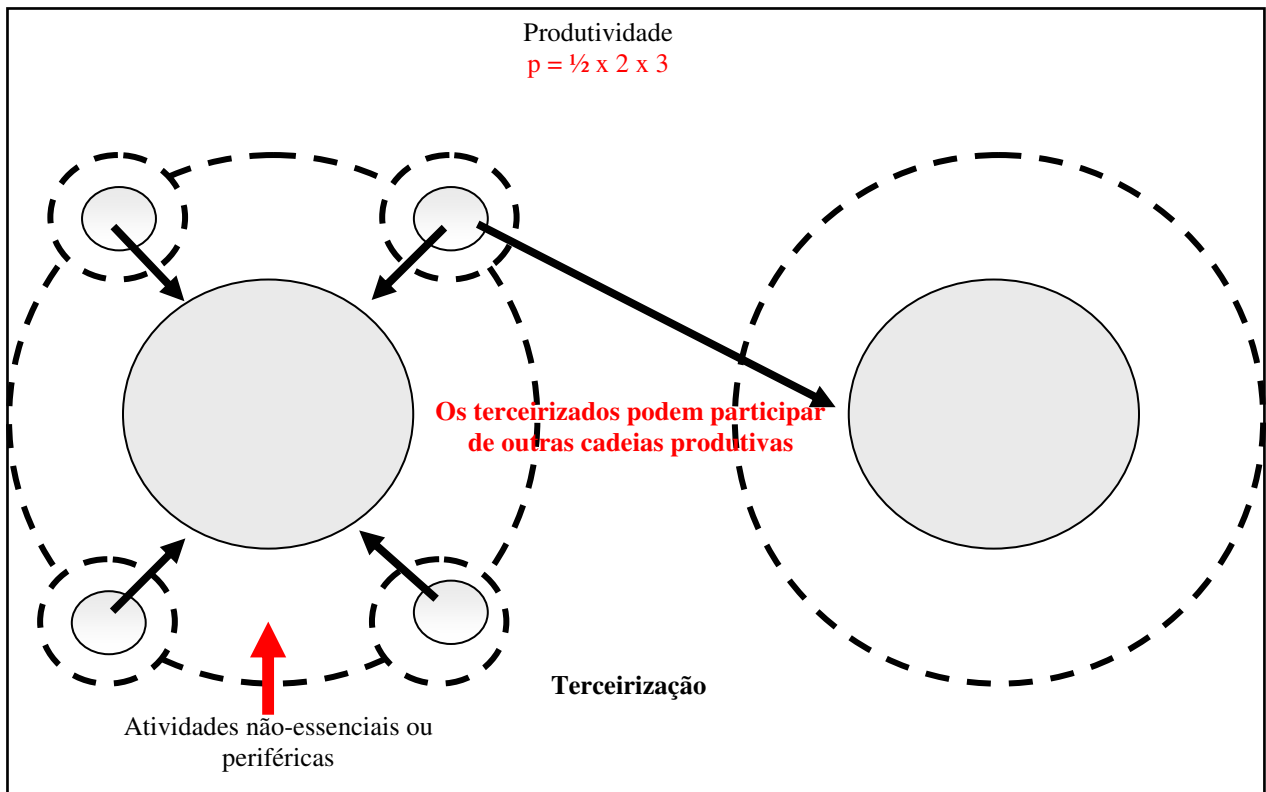 Produtividade
p = ½ x 2 x 3
Os terceirizados podem participar
de outras cadeias produtivas
Terceirização
Atividades não-essenciais ou
periféricas